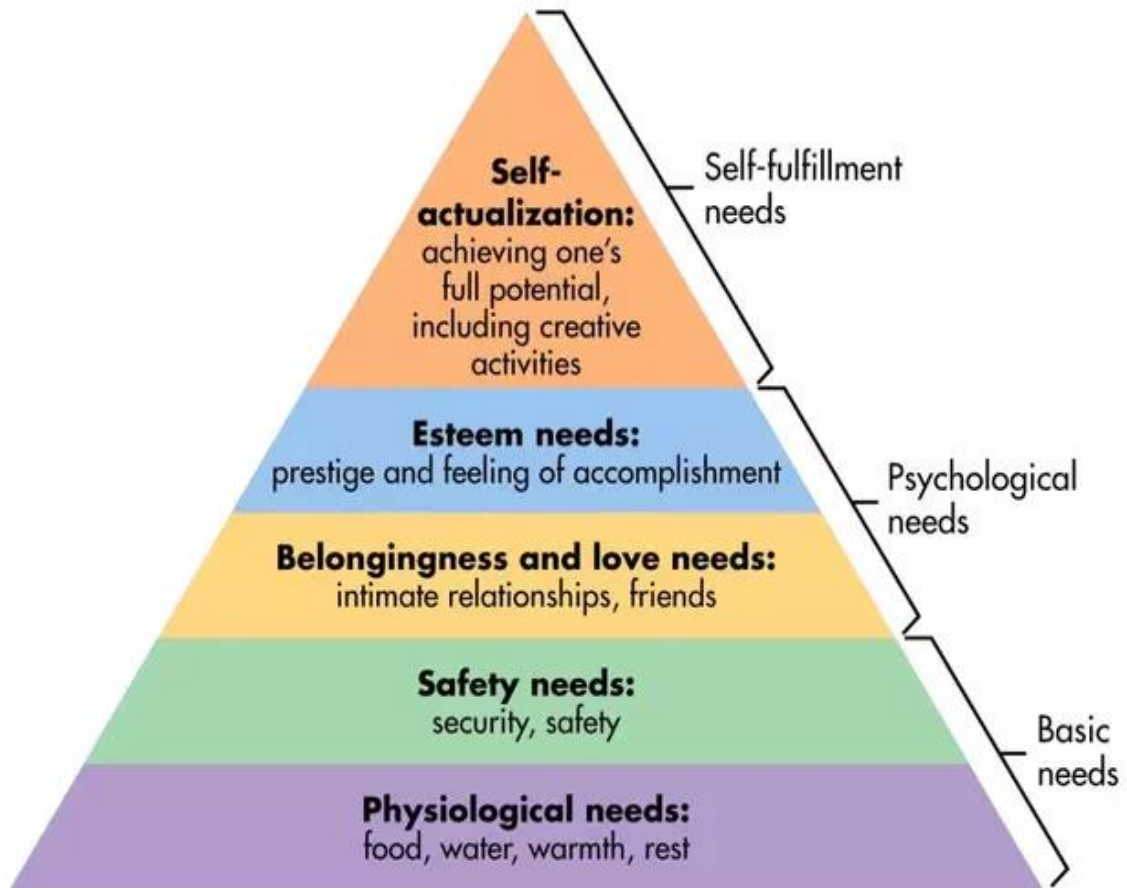 Self-
actualization:
achieving one's
full potential,
including creative
activities
Self-fulfillment
needs
Esteem needs:
prestige and feeling of accomplishment
Psychological
needs
Belongingness and love needs:
intimate relationships, friends
Safety needs:
security, safety
Basic
needs
Physiological needs:
food, water, warmth, rest